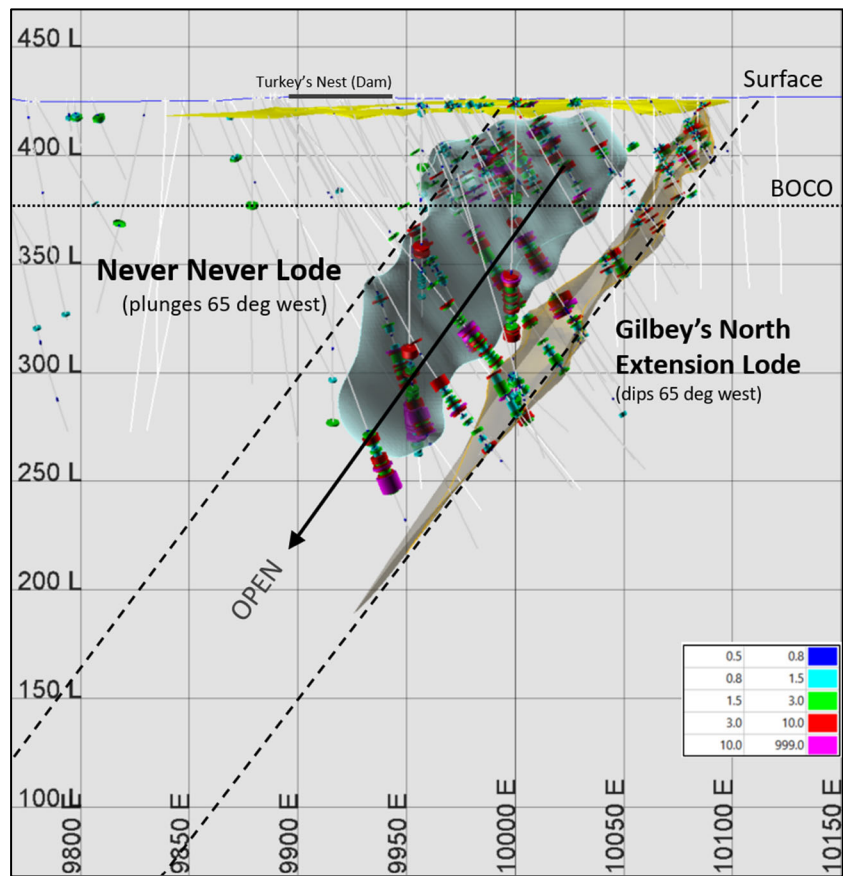 450 L
Turkey's Nest (Dam)
Surface
400 L
BOCO
350 L
Never Never Lode
(plunges 65 deg west)
Gilbey's North
Extension Lode
(dips 65 deg west)
300 L
250 L
OPEN
200 L
0.5 0.8
0.8 1.5
1.5 3.0
3.0 10.0
10.0 999.0
150 L
100 L
9800 E
9850 E
9900 E
9950 E
10000 E
10050 E
10100 E
10150 E